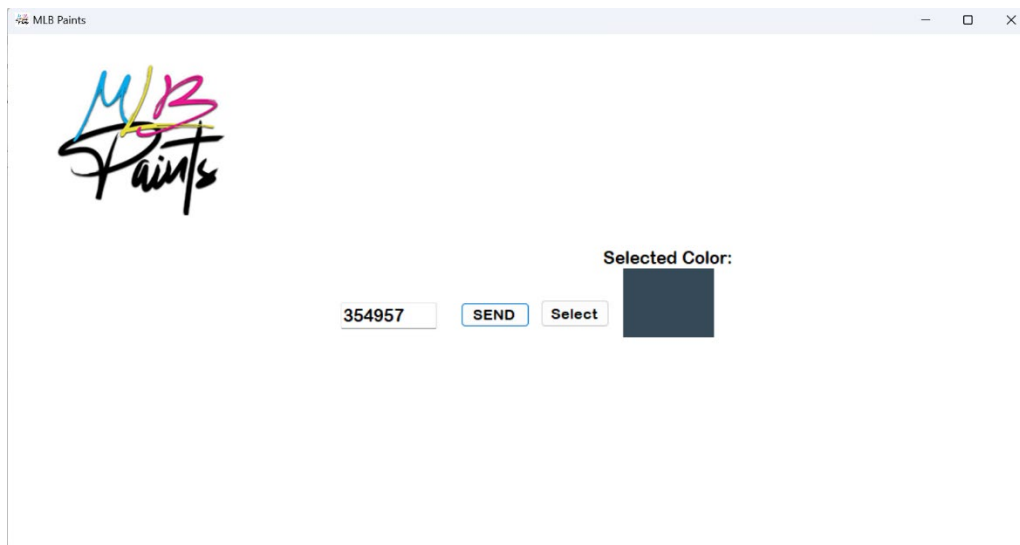 MLB Paints
MLB
Paints
Selected Color:
354957 SEND Select